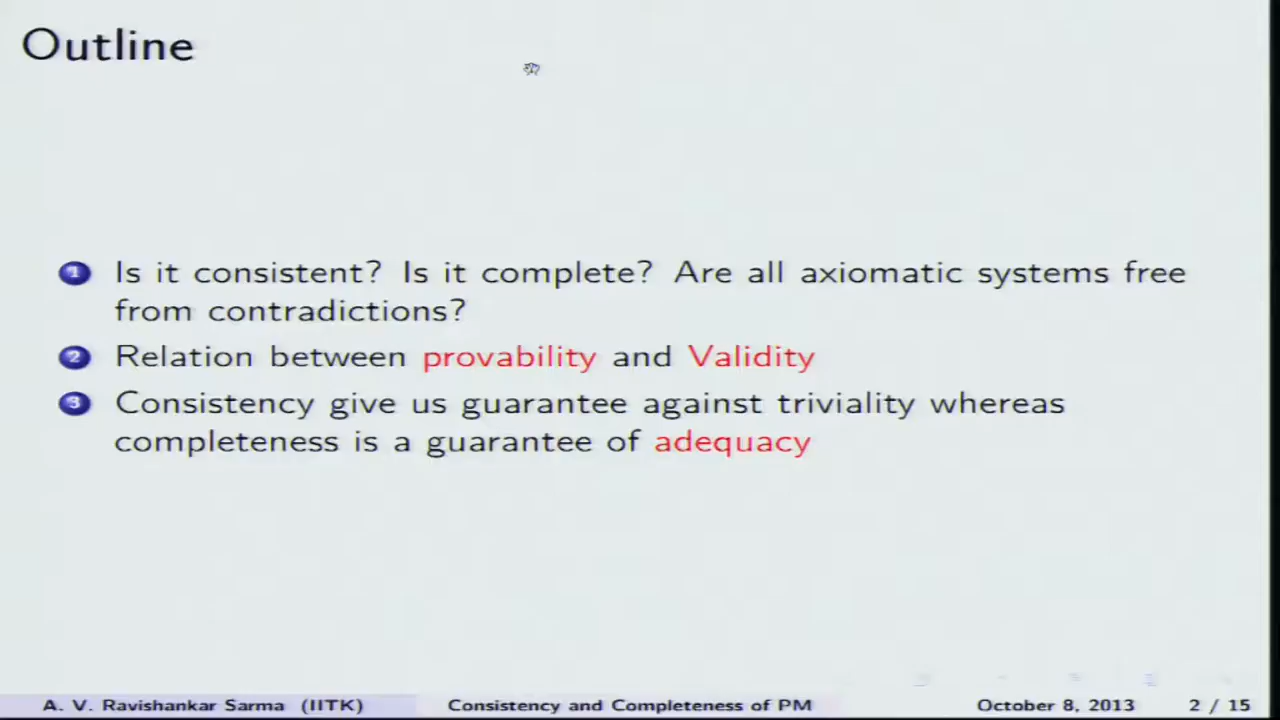 Outline
1 Is it consistent? Is it complete? Are all axiomatic systems free
from contradictions?
2 Relation between provability and Validity
3 Consistency give us guarantee against triviality whereas
completeness is a guarantee of adequacy
A. V. Ravishankar Sarma (IITK) Consistency and Completeness of PM October 8, 2013 2 / 15